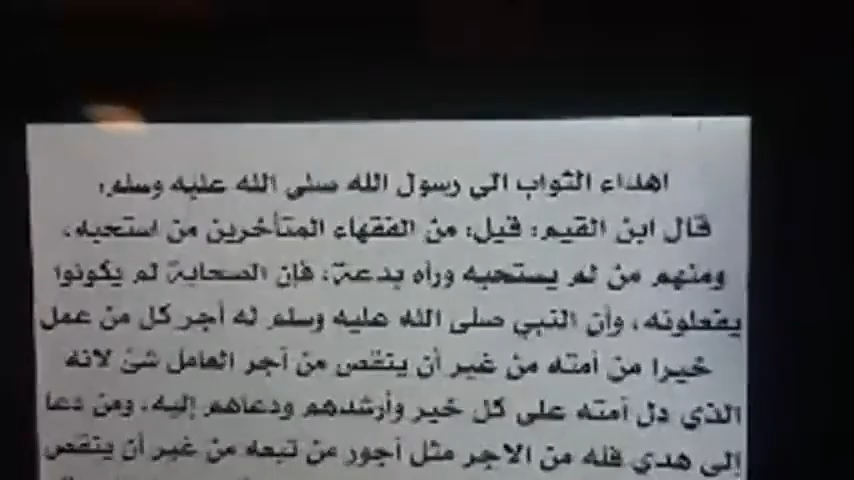 اهداء الثواب الى رسول الله صلى الله عليه وسلم:
قال ابن القيم: قيل: من الفقهاء المتأخرين من استحبه،
ومنهم من لم يستحبه ورآه بدعة، فإن الصحابة لم يكونوا
يفعلونه، وأن النبي صلى الله عليه وسلم له أجر كل من عمل
خيرا من أمته من غير أن ينقص من أجر العامل شئ لانه
الذي دل أمته على كل خير وأرشدهم ودعاهم إليه، ومن دعا
إلى هدي فله من الاجر مثل أجور من تبعه من غير أن ينقص